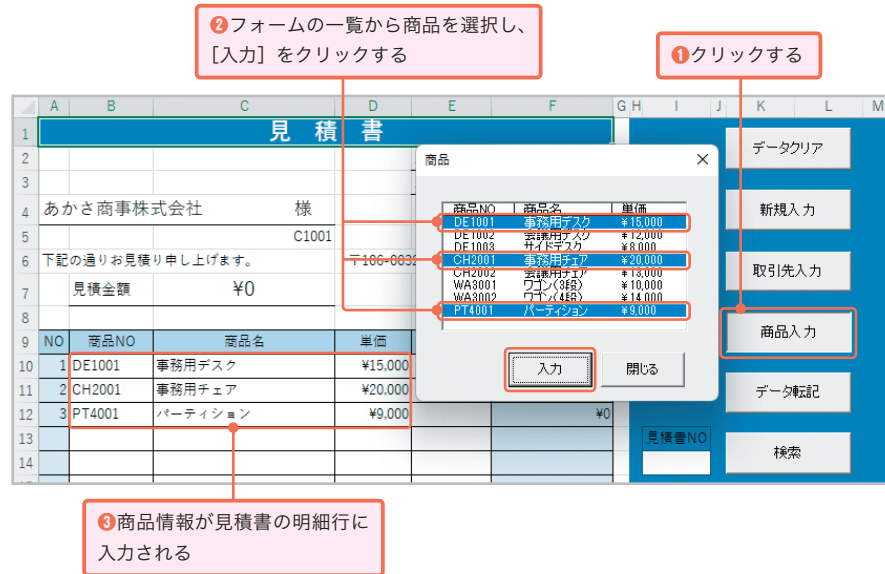 ❷フォームの一覧から商品を選択し、
[入力]をクリックする
❶クリックする
A B C D E F G H I J K L M
1 見 積 書
2
3
4 あかさ商事株式会社 様
5 C1001
6 下記の通りお見積り申し上げます。 〒106-003
7 見積金額 ¥0
8
9 NO 商品NO 商品名 単価
10 1 DE1001 事務用デスク ¥15,000
11 2 CH2001 事務用チェア ¥20,000
12 3 PT4001 パーティション ¥9,000 ¥0
13
14
商品
商品NO 商品名 単価
DE1001 事務用デスク ¥15,000
DE1002 会議用デスク ¥12,000
DE1003 サイドデスク ¥8,000
CH2001 事務用チェア ¥20,000
CH2002 会議用チェア ¥18,000
WA3001 ワゴン(3段) ¥10,000
WA3002 ワゴン(4段) ¥14,000
PT4001 パーティション ¥9,000
入力 閉じる
データクリア
新規入力
取引先入力
商品入力
データ転記
検索
見積書NO
❸商品情報が見積書の明細行に
入力される